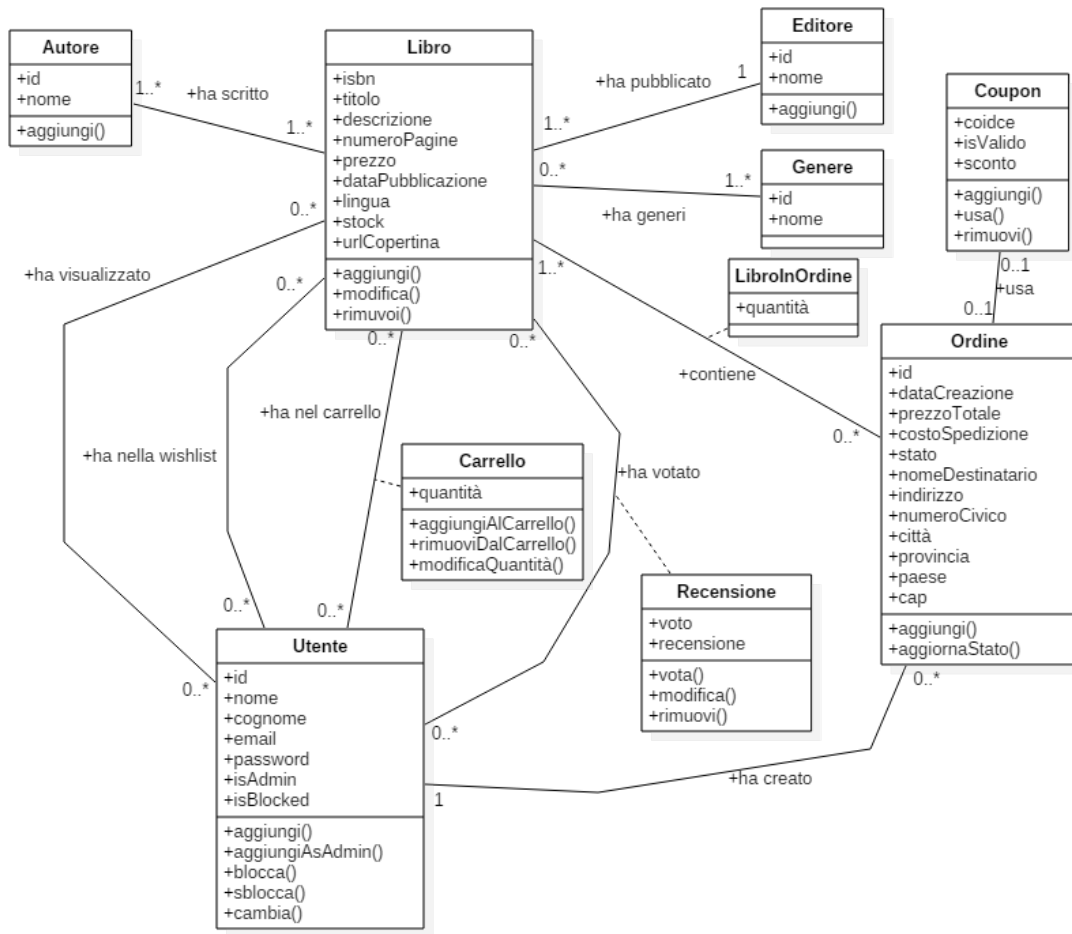 Autore
+id
+nome
+aggiungi()
1..*
+ha scritto
1..*
Libro
+isbn
+titolo
+descrizione
+numeroPagine
+prezzo
+dataPubblicazione
+lingua
+stock
+urlCopertina
+aggiungi()
+modifica()
+rimuvoi()
Editore
+id
+nome
+aggiungi()
+ha pubblicato
1
1..*
Genere
+id
+nome
0..*
1..*
+ha generi
Coupon
+coidce
+isValido
+sconto
+aggiungi()
+usa()
+rimuovi()
0..1
+usa
0..1
LibroInOrdine
+quantità
1..*
+contiene
0..*
Ordine
+id
+dataCreazione
+prezzoTotale
+costoSpedizione
+stato
+nomeDestinatario
+indirizzo
+numeroCivico
+città
+provincia
+paese
+cap
+aggiungi()
+aggiornaStato()
0..*
0..*
+ha visualizzato
0..*
0..*
+ha nella wishlist
0..*
0..*
+ha nel carrello
0..*
Carrello
+quantità
+aggiungiAlCarrello()
+rimuoviDalCarrello()
+modificaQuantità()
0..*
+ha votato
0..*
Recensione
+voto
+recensione
+vota()
+modifica()
+rimuovi()
Utente
+id
+nome
+cognome
+email
+password
+isAdmin
+isBlocked
+aggiungi()
+aggiungiAsAdmin()
+blocca()
+sblocca()
+cambia()
1
+ha creato